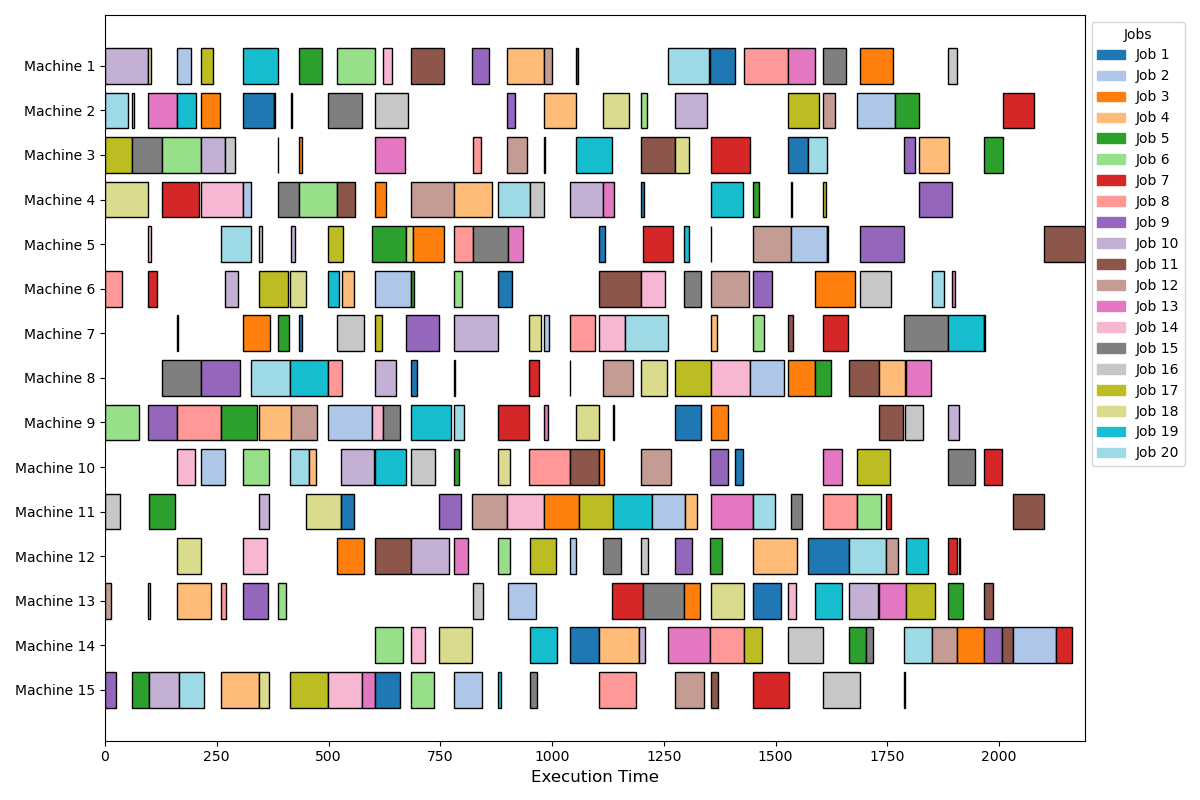 Machine 1
Machine 2
Machine 3
Machine 4
Machine 5
Machine 6
Machine 7
Machine 8
Machine 9
Machine 10
Machine 11
Machine 12
Machine 13
Machine 14
Machine 15
0 250 500 750 1000 1250 1500 1750 2000
Execution Time
Jobs
Job 1
Job 2
Job 3
Job 4
Job 5
Job 6
Job 7
Job 8
Job 9
Job 10
Job 11
Job 12
Job 13
Job 14
Job 15
Job 16
Job 17
Job 18
Job 19
Job 20